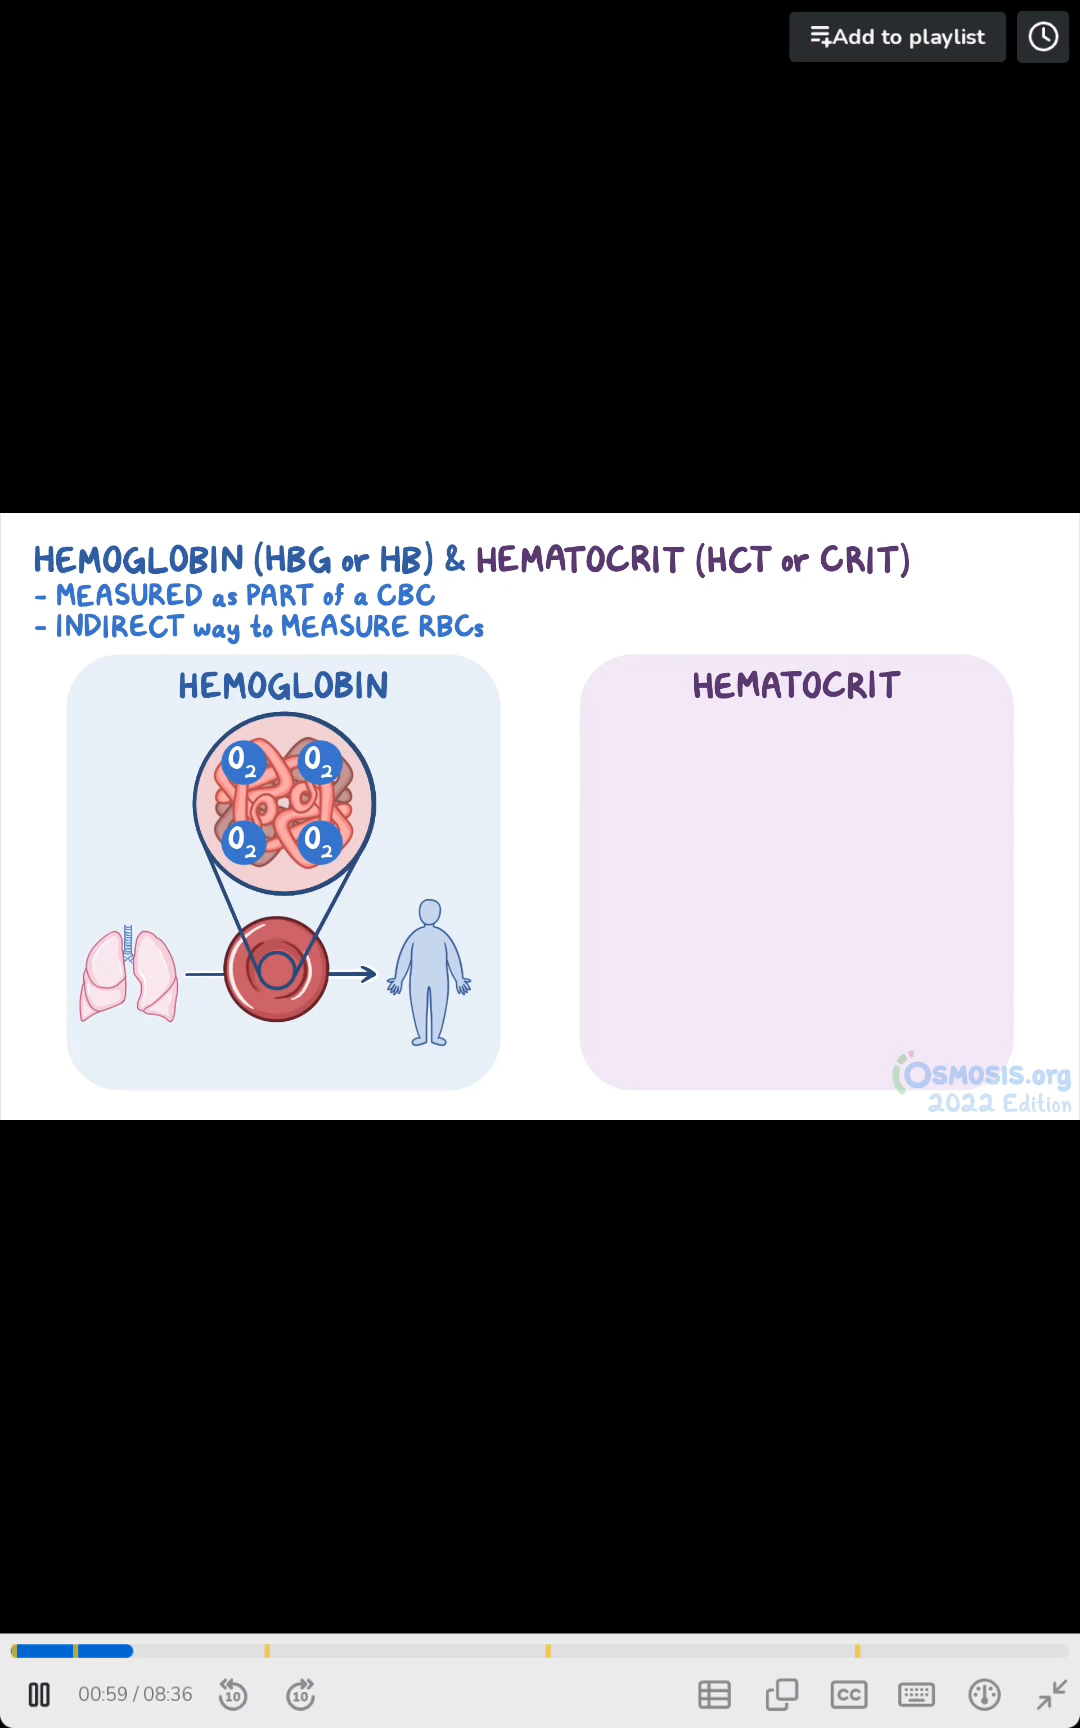 Add to playlist
HEMOGLOBIN (HBG or HB) & HEMATOCRIT (HCT or CRIT)
- MEASURED as PART of a CBC
- INDIRECT way to MEASURE RBCs
HEMOGLOBIN
HEMATOCRIT
O2 O2
O2 O2
OSMOSIS.org
2022 Edition
00:59 / 08:36
10
10
CC